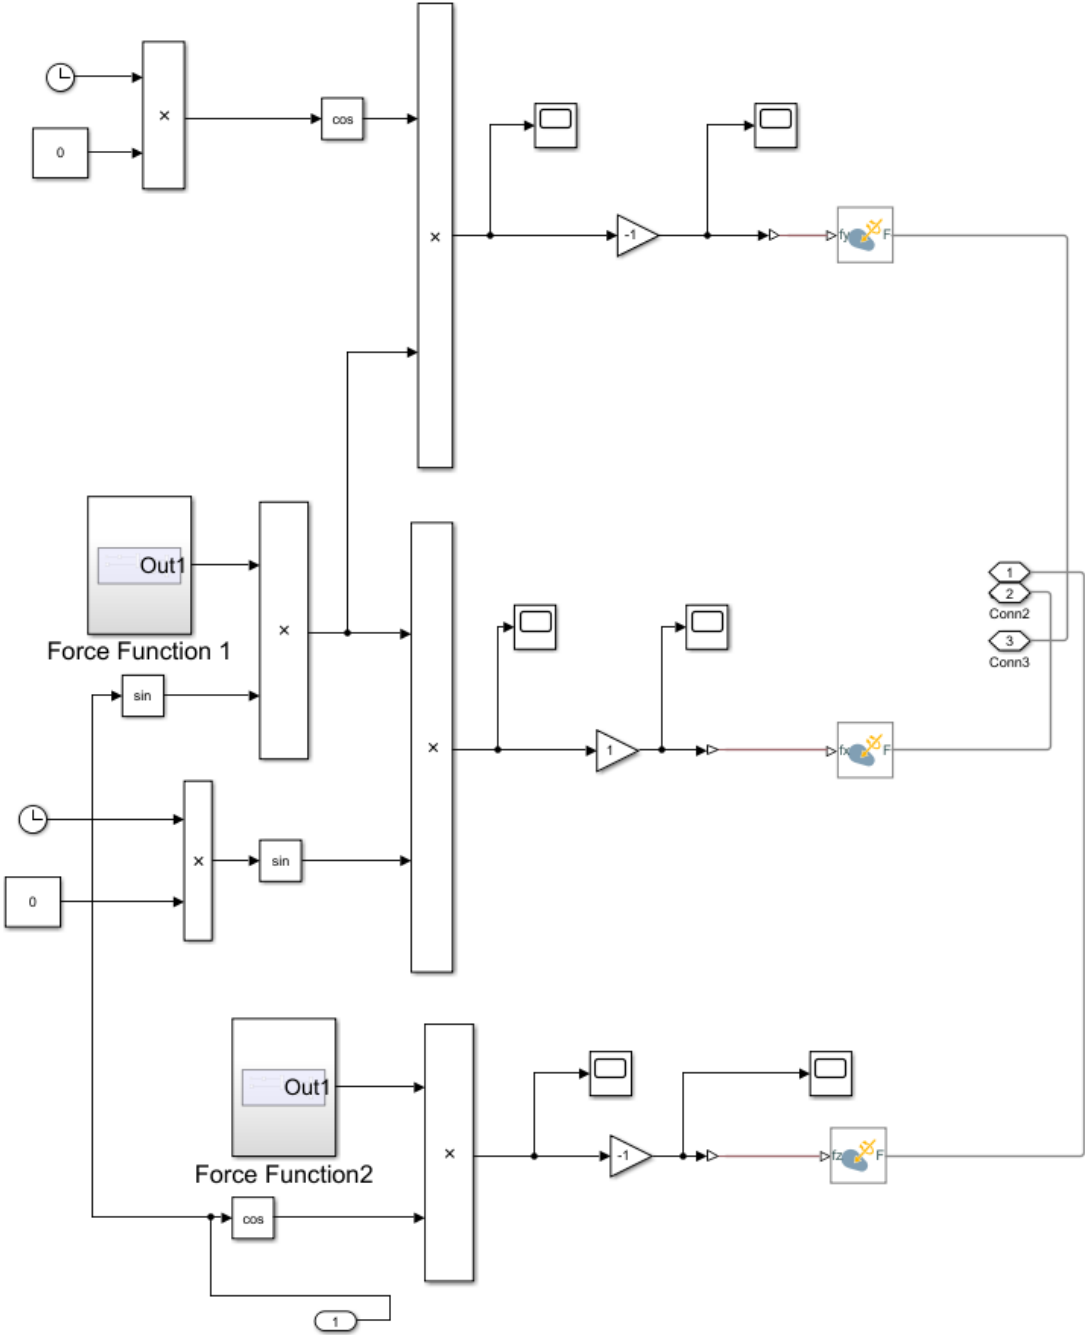 ×
cos
0
×
-1
fy F
Out1
×
1
2
Conn2
Force Function 1
3
Conn3
sin
×
1
fx F
×
sin
0
Out1
×
-1
fz F
Force Function2
cos
1